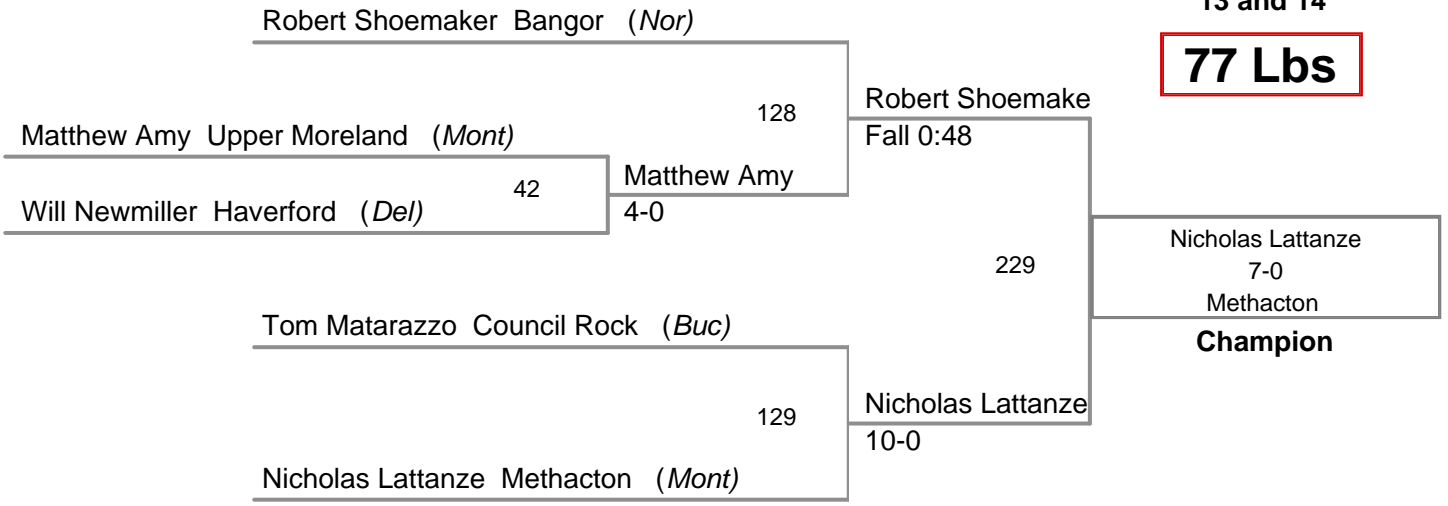 13 and 14
77 Lbs
Robert Shoemaker Bangor (Nor)
128
Robert Shoemake
Fall 0:48
Matthew Amy Upper Moreland (Mont)
42
Matthew Amy
4-0
Will Newmiller Haverford (Del)
229
Nicholas Lattanze
7-0
Methacton
Champion
Tom Matarazzo Council Rock (Buc)
129
Nicholas Lattanze
10-0
Nicholas Lattanze Methacton (Mont)